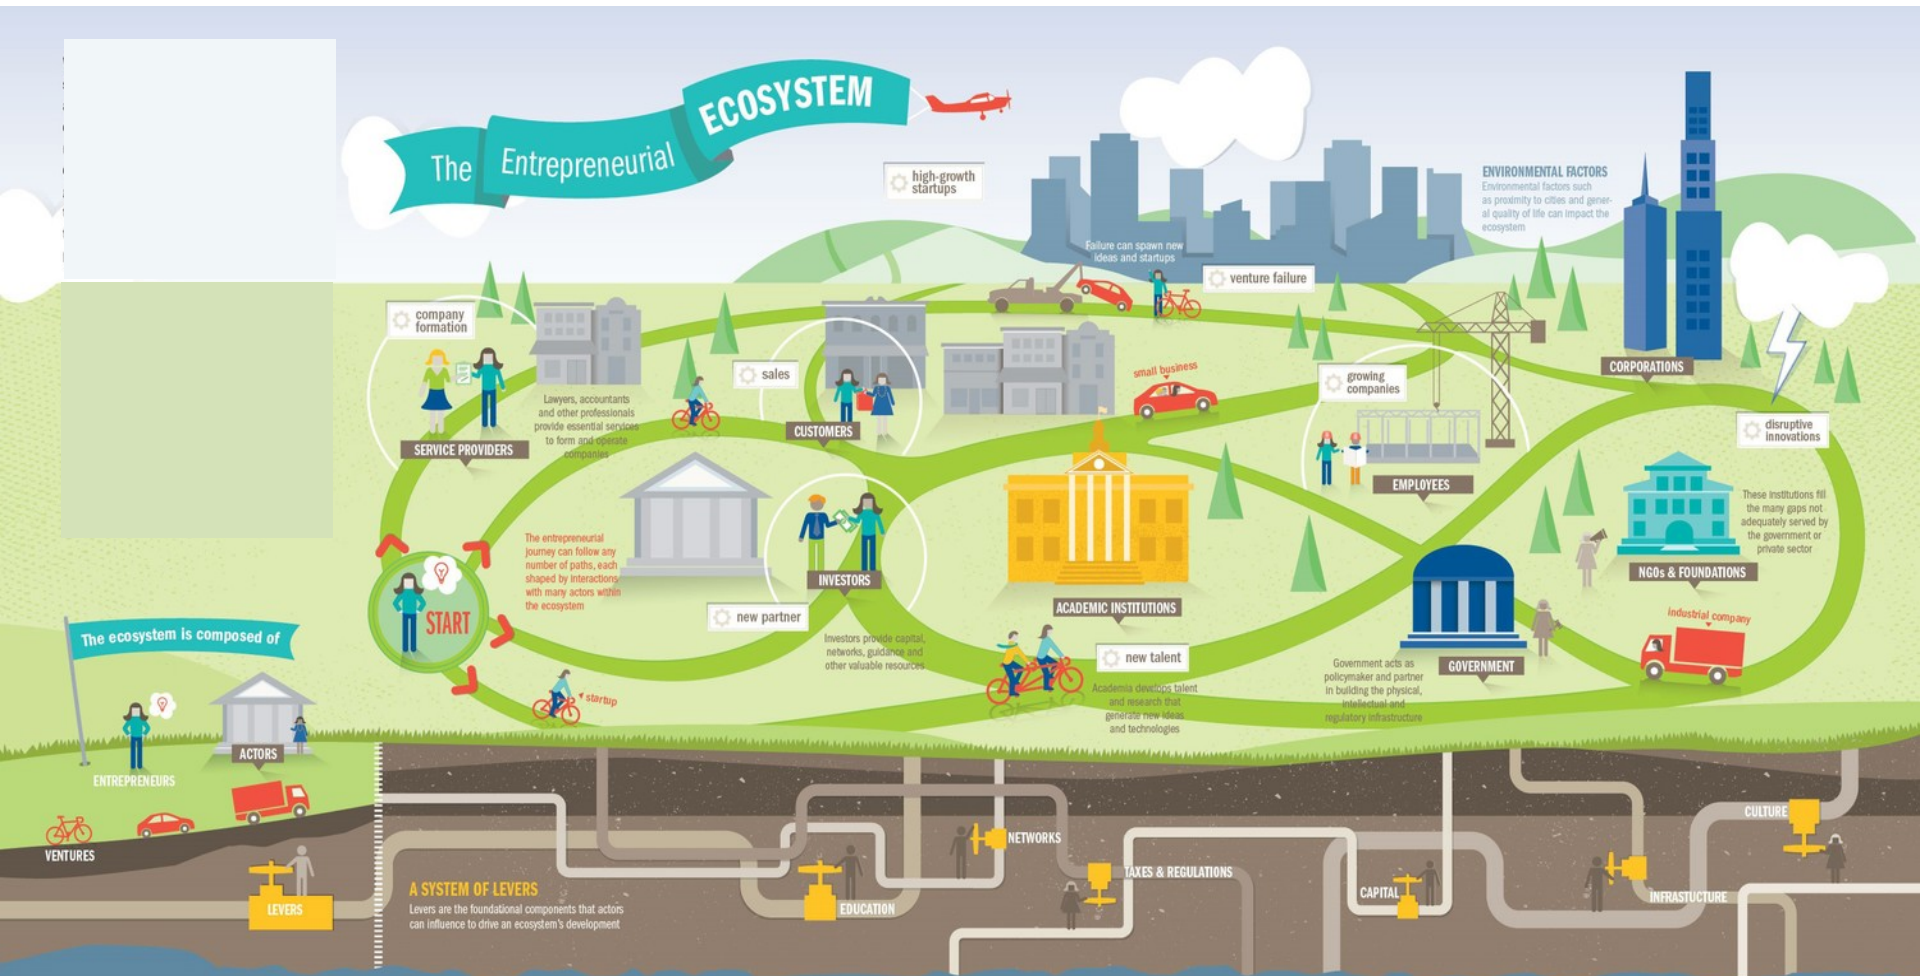 The Entrepreneurial ECOSYSTEM
high-growth
startups
ENVIRONMENTAL FACTORS
Environmental factors such
as proximity to cities and gener-
al quality of life can impact the
ecosystem
Failure can spawn new
ideas and startups
venture failure
company
formation
SERVICE PROVIDERS
Lawyers, accountants
and other professionals
provide essential services
to form and operate
companies
sales
CUSTOMERS
small business
growing
companies
EMPLOYEES
CORPORATIONS
disruptive
innovations
These institutions fill
the many gaps not
adequately served by
the government or
private sector
NGOs & FOUNDATIONS
The entrepreneurial
journey can follow any
number of paths, each
shaped by interactions
with many actors within
the ecosystem
START
INVESTORS
new partner
Investors provide capital,
networks, guidance and
other valuable resources
ACADEMIC INSTITUTIONS
new talent
Academia develops talent
and research that
generate new ideas
and technologies
Government acts as
policymaker and partner
in building the physical,
intellectual and
regulatory infrastructure
GOVERNMENT
industrial company
startup
The ecosystem is composed of
ENTREPRENEURS
ACTORS
VENTURES
LEVERS
A SYSTEM OF LEVERS
Levers are the foundational components that actors
can influence to drive an ecosystem's development
EDUCATION
NETWORKS
TAXES & REGULATIONS
CAPITAL
INFRASTUCTURE
CULTURE